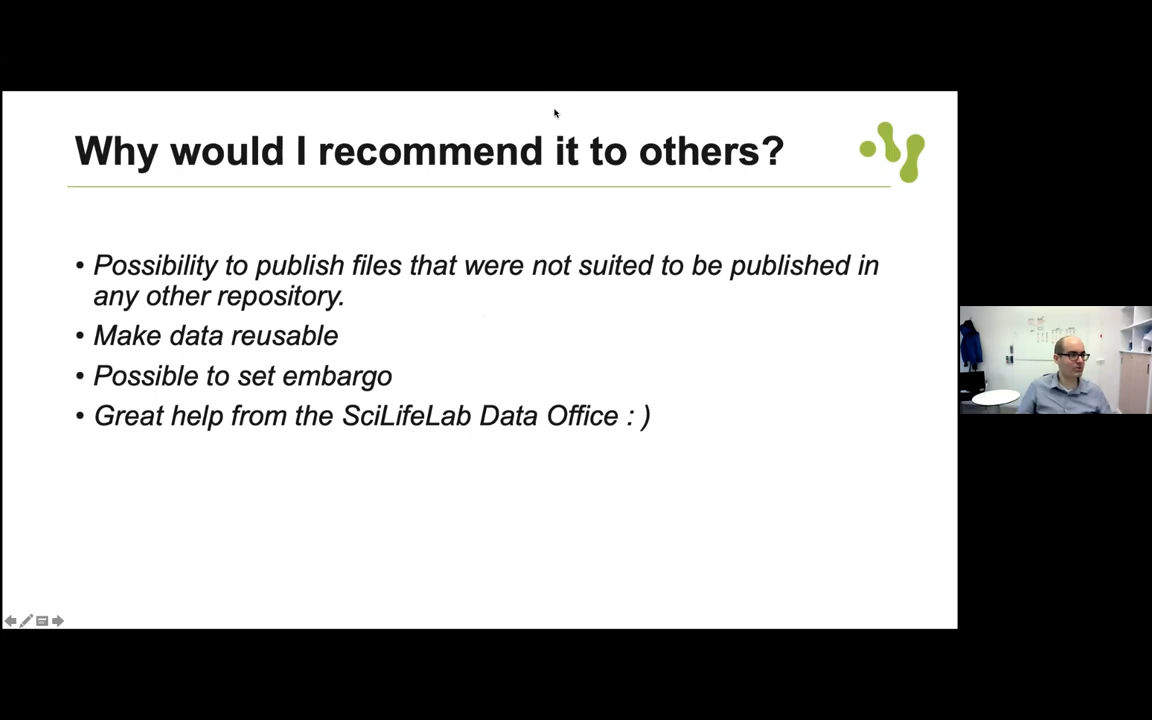 Why would I recommend it to others?
• Possibility to publish files that were not suited to be published in
any other repository.
• Make data reusable
• Possible to set embargo
• Great help from the SciLifeLab Data Office : )